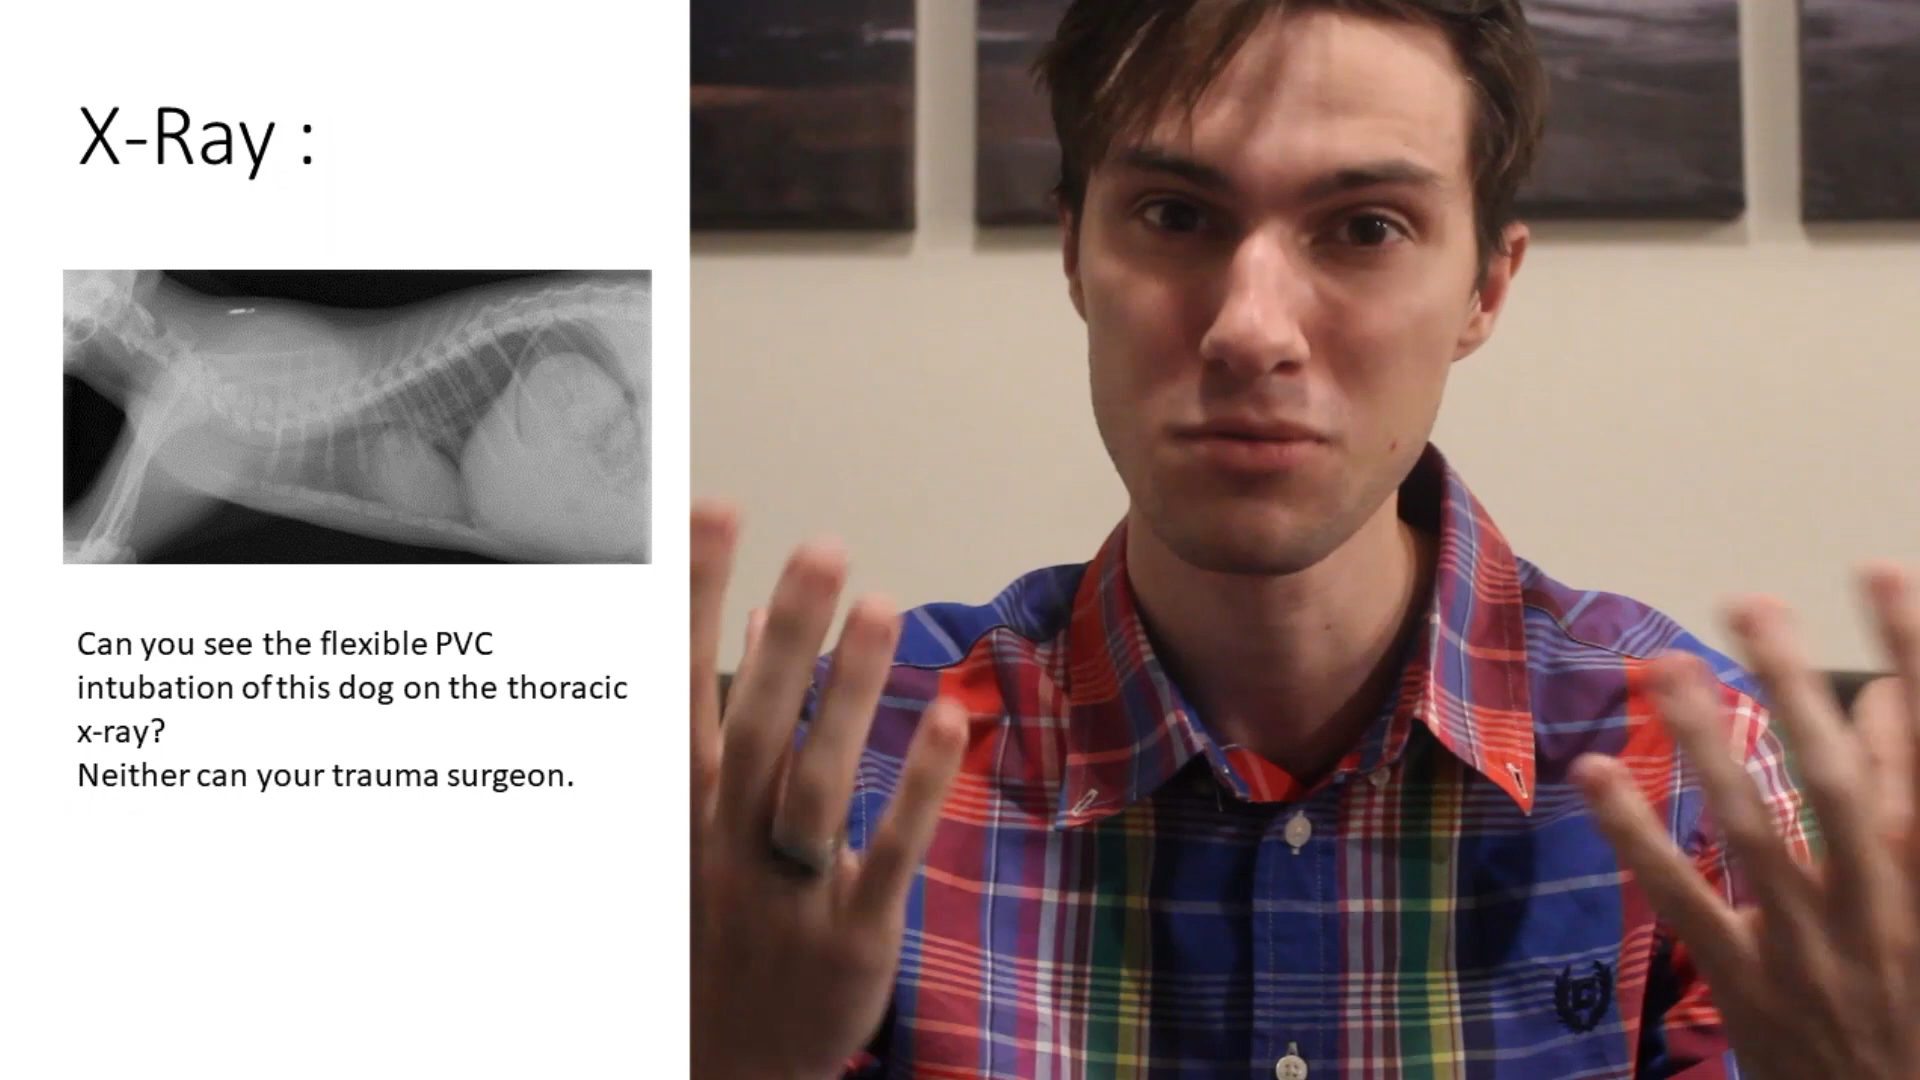 X-Ray :
Can you see the flexible PVC
intubation of this dog on the thoracic
x-ray?
Neither can your trauma surgeon.